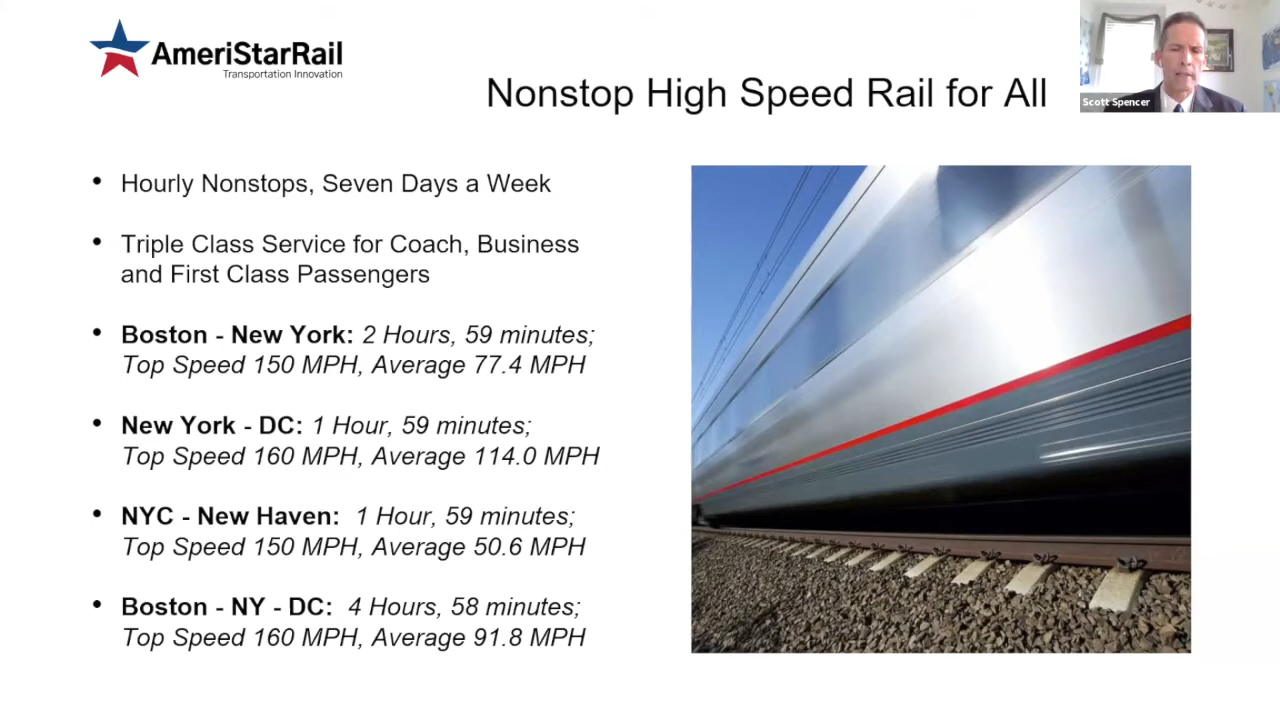 AmeriStarRail
Transportation Innovation
Nonstop High Speed Rail for All
Scott Spencer
• Hourly Nonstops, Seven Days a Week
• Triple Class Service for Coach, Business
and First Class Passengers
• Boston - New York: 2 Hours, 59 minutes;
Top Speed 150 MPH, Average 77.4 MPH
• New York - DC: 1 Hour, 59 minutes;
Top Speed 160 MPH, Average 114.0 MPH
• NYC - New Haven: 1 Hour, 59 minutes;
Top Speed 150 MPH, Average 50.6 MPH
• Boston - NY - DC: 4 Hours, 58 minutes;
Top Speed 160 MPH, Average 91.8 MPH